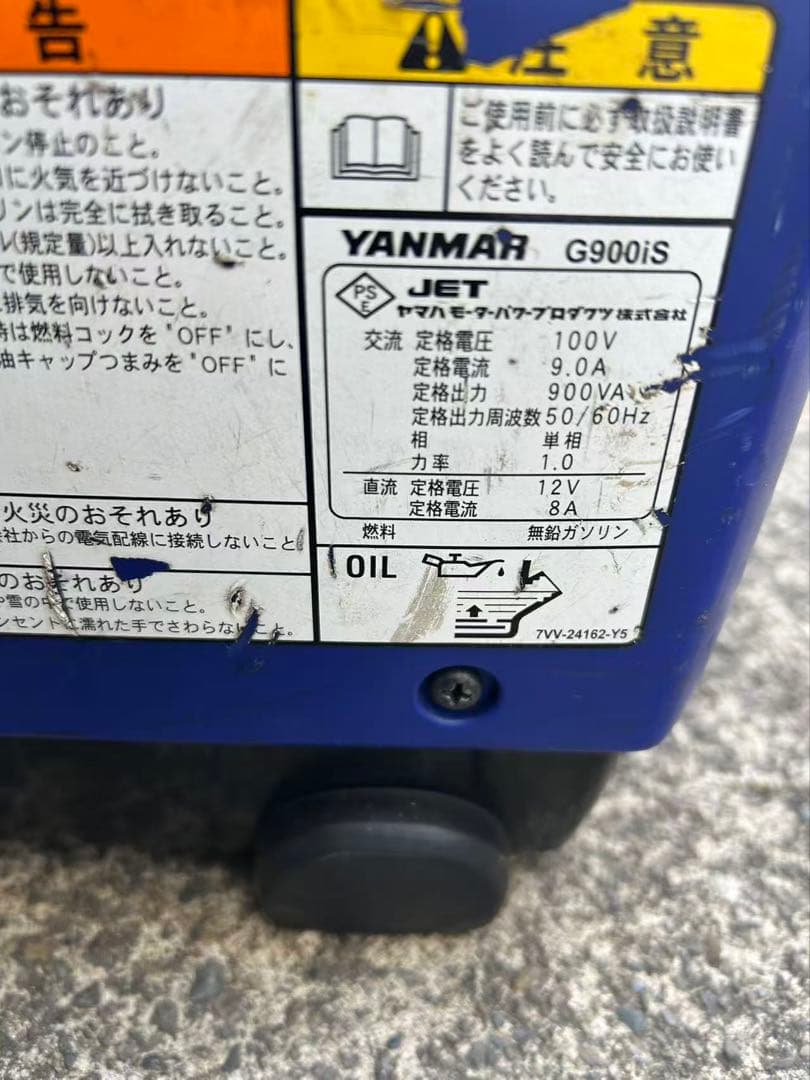 告
おそれあり
ン停止のこと。
に火気を近づけないこと。
リンは完全に拭き取ること。
ル(規定量)以上入れないこと。
で使用しないこと。
排気を向けないこと。
時は燃料コックを"OFF"にし、
油キャップつまみを"OFF"に
火災のおそれあり
会社からの電気配線に接続しないこと
のおそれあり
や雪の中で使用しないこと。
ンセントに濡れた手でさわらないこと。
注意
ご使用前に必ず取扱説明書
をよく読んで安全にお使い
ください。
YANMAR G900iS
PS E JET
ヤマハモーターパワープロダクツ株式会社
交流 定格電圧 100V
定格電流 9.0A
定格出力 900VA
定格出力周波数 50/60Hz
相 単相
力率 1.0
直流 定格電圧 12V
定格電流 8A
燃料 無鉛ガソリン
OIL
7VV-24162-Y5